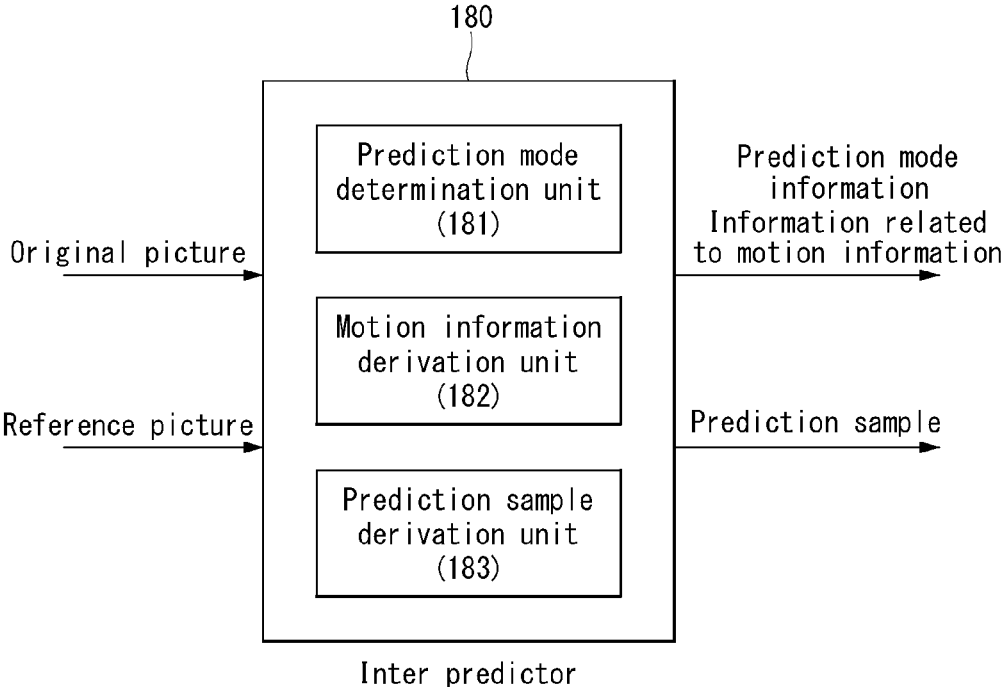 180
Prediction mode
determination unit
(181)
Prediction mode
information
Information related
to motion information
Original picture
Motion information
derivation unit
(182)
Reference picture
Prediction sample
Prediction sample
derivation unit
(183)
Inter predictor